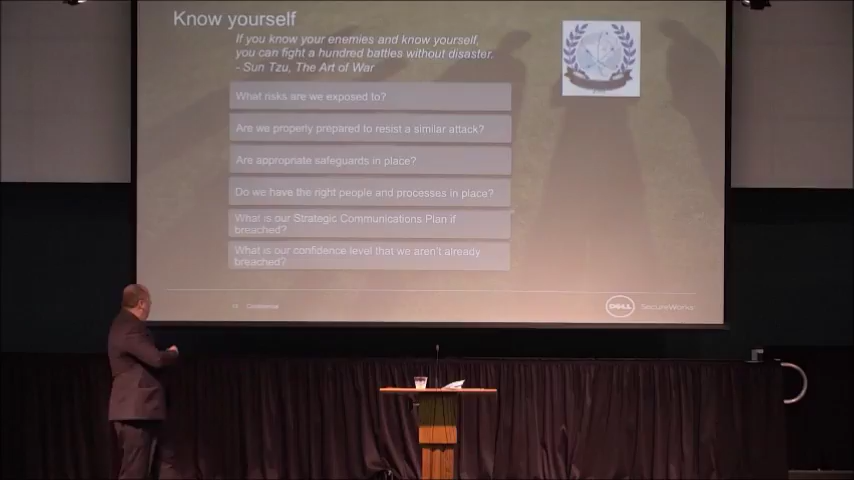 Know yourself
If you know your enemies and know yourself,
you can fight a hundred battles without disaster.
- Sun Tzu, The Art of War
What risks are we exposed to?
Are we properly prepared to resist a similar attack?
Are appropriate safeguards in place?
Do we have the right people and processes in place?
What is our Strategic Communications Plan if
breached?
What is our confidence level that we aren't already
breached?
Confidential
DELL SecureWorks